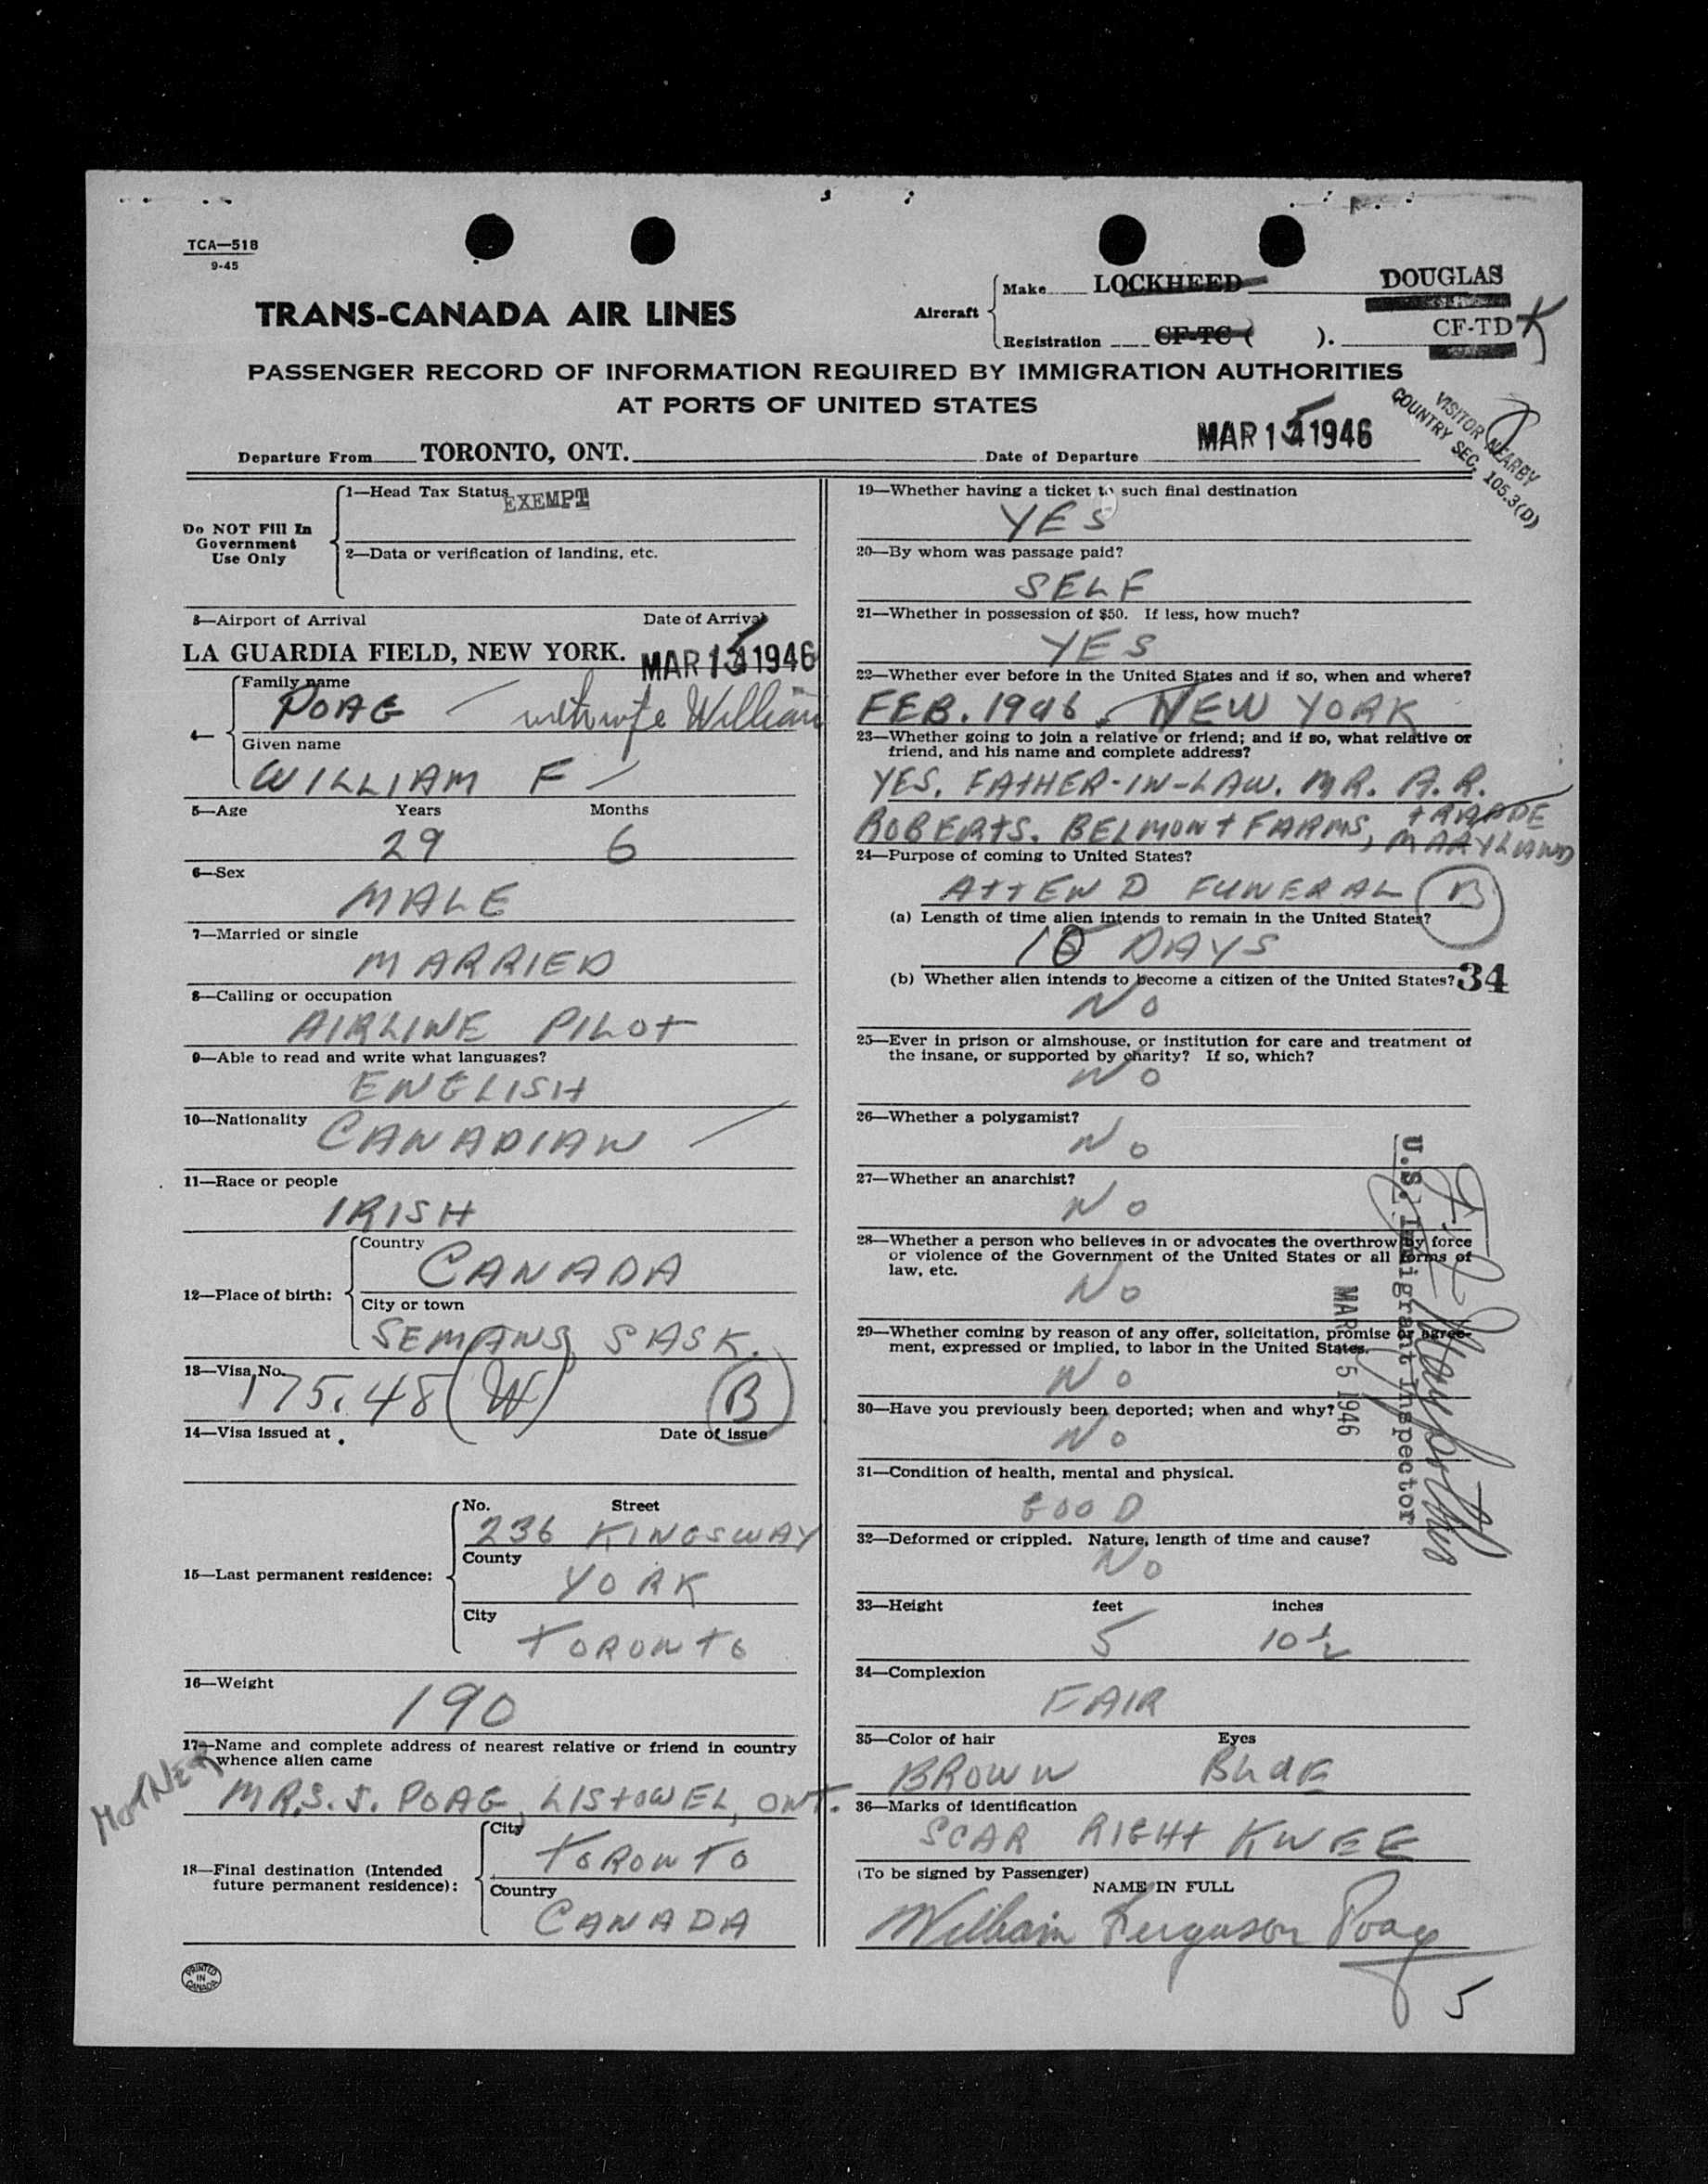 TCA—518
9-45
TRANS-CANADA AIR LINES
Aircraft
Make LOCKHEED DOUGLAS
Registration CF-TC ( ). CF-TD K
PASSENGER RECORD OF INFORMATION REQUIRED BY IMMIGRATION AUTHORITIES
AT PORTS OF UNITED STATES
VISITOR NEARBY
COUNTRY SEC. 105.3(D)
Departure From TORONTO, ONT. Date of Departure MAR 15 1946
Do NOT Fill In
Government
Use Only
1—Head Tax Status EXEMPT
2—Data or verification of landing, etc.
3—Airport of Arrival Date of Arrival
LA GUARDIA FIELD, NEW YORK. MAR 15 1946
4—
Family name
POAG — with wife William
Given name
WILLIAM F
5—Age Years Months
29 6
6—Sex
MALE
7—Married or single
MARRIED
8—Calling or occupation
AIRLINE PILOT
9—Able to read and write what languages?
ENGLISH
10—Nationality
CANADIAN
11—Race or people
IRISH
12—Place of birth:
Country
CANADA
City or town
SEMANS, SASK.
13—Visa No.
175.48 (W) B
14—Visa issued at Date of issue
15—Last permanent residence:
No. Street
236 KINGSWAY
County
YORK
City
TORONTO
16—Weight
190
17—Name and complete address of nearest relative or friend in country
whence alien came
MOTHER
MRS. J. POAG, LISTOWEL, ONT.
18—Final destination (Intended
future permanent residence):
City
TORONTO
Country
CANADA
PRINTED
IN
CANADA
19—Whether having a ticket to such final destination
YES
20—By whom was passage paid?
SELF
21—Whether in possession of $50. If less, how much?
YES
22—Whether ever before in the United States and if so, when and where?
FEB. 1946, NEW YORK
23—Whether going to join a relative or friend; and if so, what relative or
friend, and his name and complete address?
YES. FATHER-IN-LAW. MR. A. R.
ROBERTS. BELMONT FARMS, TRAPPE
MARYLAND
24—Purpose of coming to United States?
ATTEND FUNERAL B
(a) Length of time alien intends to remain in the United States?
10 DAYS
(b) Whether alien intends to become a citizen of the United States? 34
NO
25—Ever in prison or almshouse, or institution for care and treatment of
the insane, or supported by charity? If so, which?
NO
26—Whether a polygamist?
NO
27—Whether an anarchist?
NO
28—Whether a person who believes in or advocates the overthrow by force
or violence of the Government of the United States or all forms of
law, etc.
NO
29—Whether coming by reason of any offer, solicitation, promise or agree-
ment, expressed or implied, to labor in the United States.
NO
30—Have you previously been deported; when and why?
NO
31—Condition of health, mental and physical.
GOOD
32—Deformed or crippled. Nature, length of time and cause?
NO
33—Height feet inches
5 10½
34—Complexion
FAIR
35—Color of hair Eyes
BROWN BLUE
36—Marks of identification
SCAR RIGHT KNEE
(To be signed by Passenger)
NAME IN FULL
William Ferguson Poag
5
U.S. Immigrant Inspector
MAR 15 1946